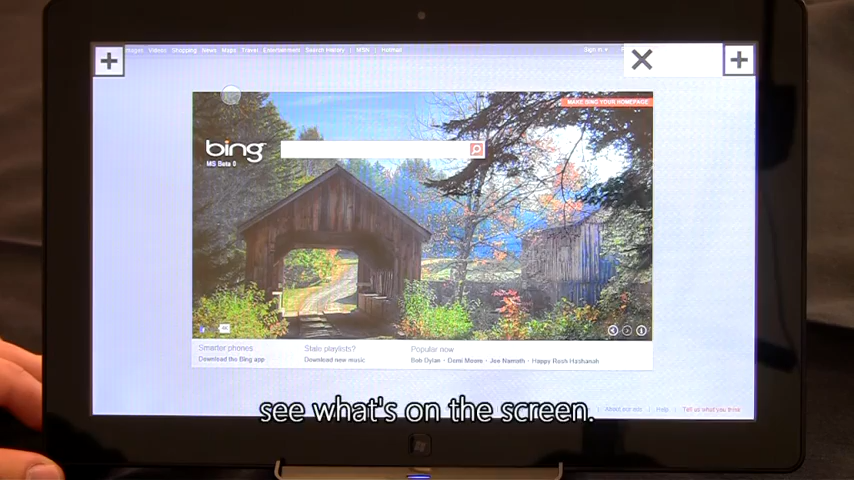 Images Videos Shopping News Maps Travel Entertainment Search History | MSN | Hotmail
Sign in
MAKE BING YOUR HOMEPAGE
bing
MS Beta
Smarter phones
Download the Bing app
Stale playlists?
Download new music
Popular now
Bob Dylan · Demi Moore · Joe Namath · Happy Rosh Hashanah
About our ads | Help | Tell us what you think
see what's on the screen.